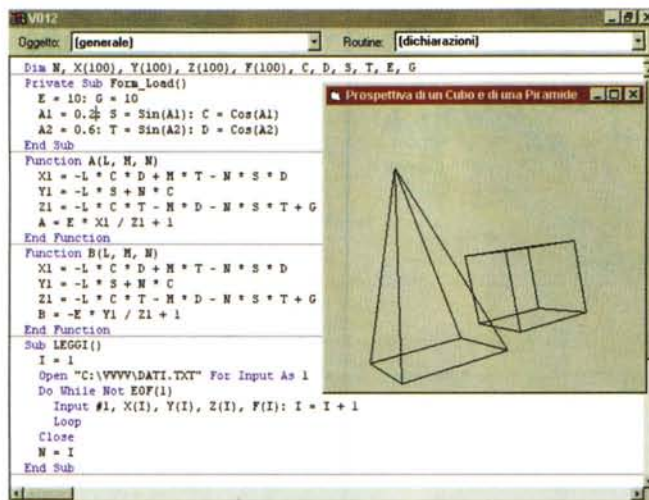 V012
Oggetto: (generale) Routine: (dichiarazioni)
Dim N, X(100), Y(100), Z(100), F(100), C, D, S, T, E, G
Private Sub Form_Load()
E = 10: G = 10
A1 = 0.2: S = Sin(A1): C = Cos(A1)
A2 = 0.6: T = Sin(A2): D = Cos(A2)
End Sub
Function A(L, M, N)
X1 = -L * C * D + M * T - N * S * D
Y1 = -L * S + N * C
Z1 = -L * C * T - M * D - N * S * T + G
A = E * X1 / Z1 + 1
End Function
Function B(L, M, N)
X1 = -L * C * D + M * T - N * S * D
Y1 = -L * S + N * C
Z1 = -L * C * T - M * D - N * S * T + G
B = -E * Y1 / Z1 + 1
End Function
Sub LEGGI()
I = 1
Open "C:\VVVV\DATI.TXT" For Input As 1
Do While Not EOF(1)
Input #1, X(I), Y(I), Z(I), F(I): I = I + 1
Loop
Close
N = I
End Sub
Prospettiva di un Cubo e di una Piramide